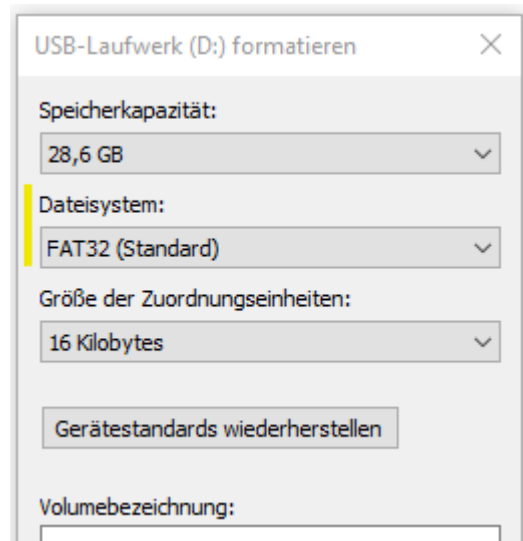 USB-Laufwerk (D:) formatieren
Speicherkapazität:
28,6 GB
Dateisystem:
FAT32 (Standard)
Größe der Zuordnungseinheiten:
16 Kilobytes
Gerätestandards wiederherstellen
Volumebezeichnung: